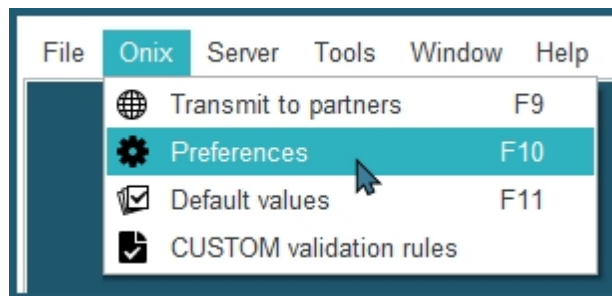 File Onix Server Tools Window Help
Transmit to partners F9
Preferences F10
Default values F11
CUSTOM validation rules